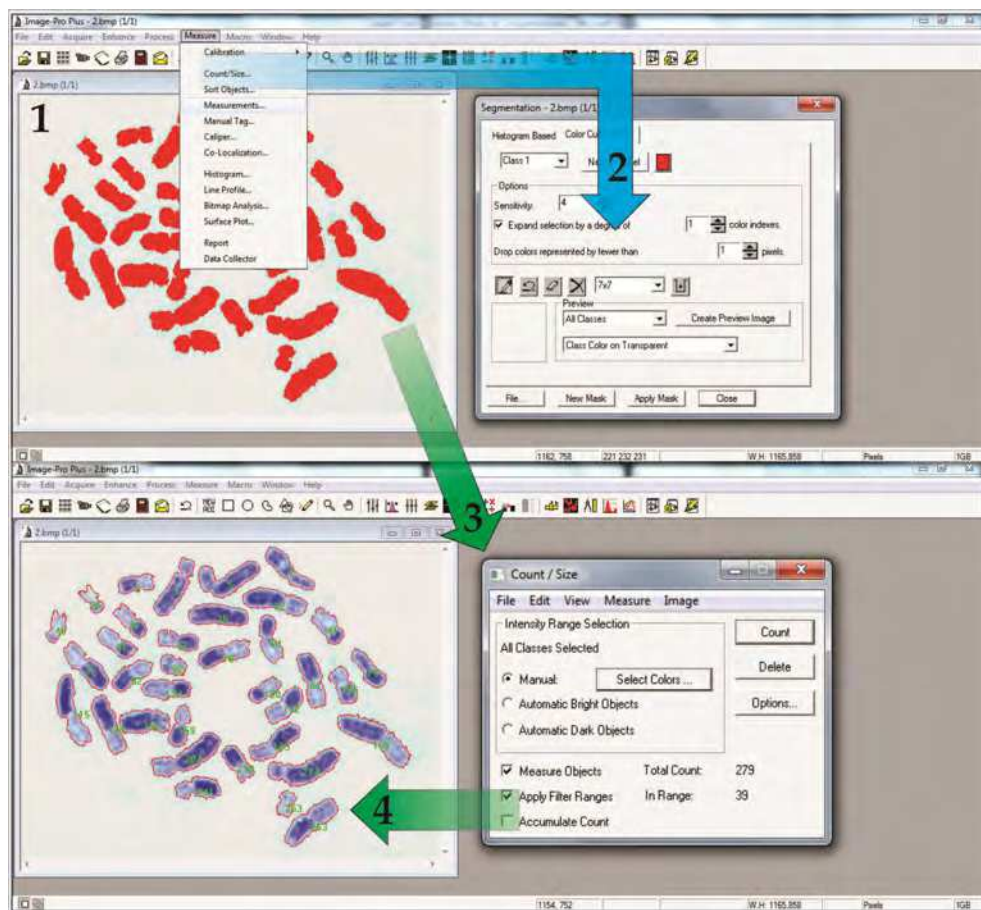 Image-Pro Plus - 2.bmp (1/1)
File Edit Acquire Enhance Process Measure Macro Window Help
2.bmp (1/1)
1
Calibration
Count/Size...
Sort Objects...
Measurements...
Manual Tag...
Caliper...
Co-Localization...
Histogram...
Line Profile...
Bitmap Analysis...
Surface Plot...
Report
Data Collector
2
Segmentation - 2.bmp (1/1)
Histogram Based Color
Class 1
Options
Sensitivity: 4
Expand selection by a degree of 1 color indexes.
Drop colors represented by fewer than 1 pixels.
7x7
Preview
All Classes Create Preview Image
Class Color on Transparent
File... New Mask Apply Mask Close
1162, 758 221 232 231 W.H: 1165,858 Pixels 1GB
Image-Pro Plus - 2.bmp (1/1)
File Edit Acquire Enhance Process Measure Macro Window Help
3
2.bmp (1/1)
Count / Size
File Edit View Measure Image
Intensity Range Selection
All Classes Selected
Manual: Select Colors ...
Automatic Bright Objects
Automatic Dark Objects
Count
Delete
Options...
Measure Objects Total Count: 279
Apply Filter Ranges In Range: 39
Accumulate Count
4
1154, 752 W.H: 1165,858 Pixels 1GB